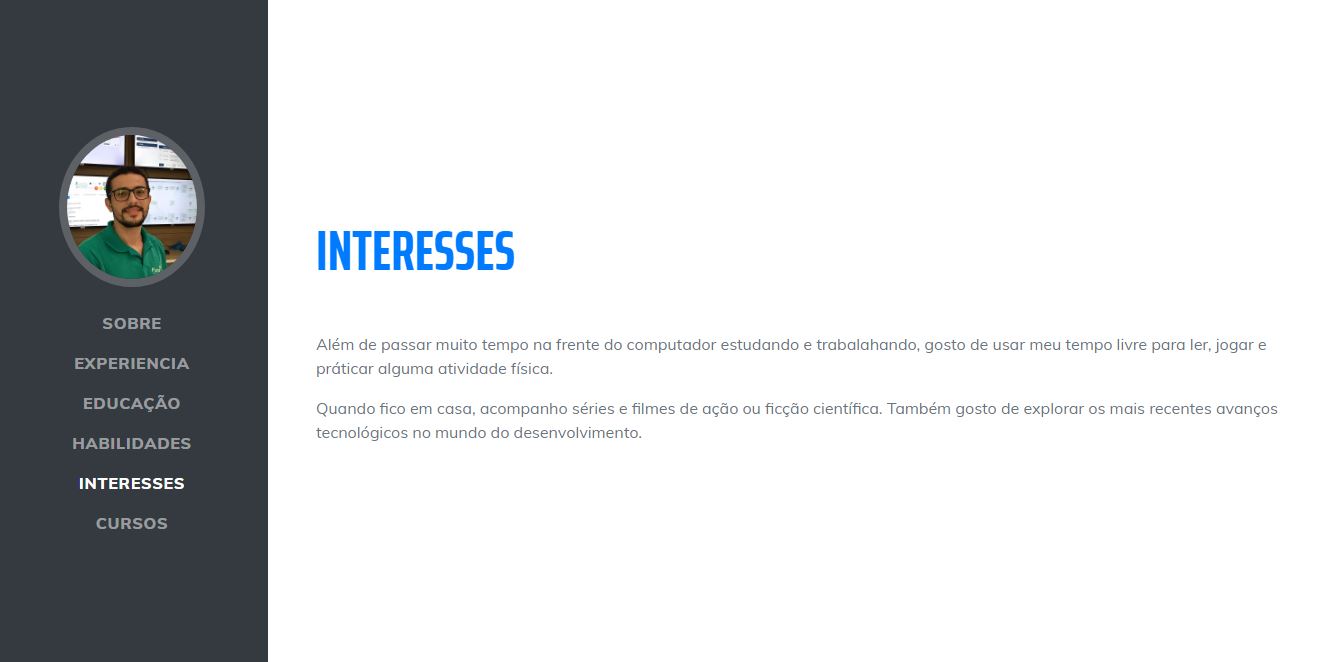 SOBRE
EXPERIENCIA
EDUCAÇÃO
HABILIDADES
INTERESSES
CURSOS
INTERESSES
Além de passar muito tempo na frente do computador estudando e trabalahando, gosto de usar meu tempo livre para ler, jogar e
práticar alguma atividade física.
Quando fico em casa, acompanho séries e filmes de ação ou ficção científica. Também gosto de explorar os mais recentes avanços
tecnológicos no mundo do desenvolvimento.